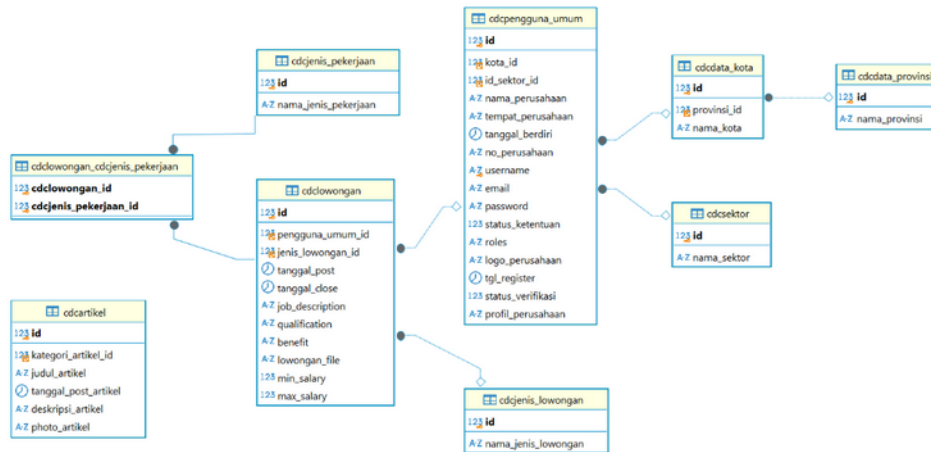 cdcpengguna_umum
123 id
123 kota_id
123 id_sektor_id
A-Z nama_perusahaan
A-Z tempat_perusahaan
tanggal_berdiri
A-Z no_perusahaan
A-Z username
A-Z email
A-Z password
123 status_ketentuan
A-Z roles
A-Z logo_perusahaan
tgl_register
123 status_verifikasi
A-Z profil_perusahaan
cdcjenis_pekerjaan
123 id
A-Z nama_jenis_pekerjaan
cdcdata_kota
123 id
123 provinsi_id
A-Z nama_kota
cdcdata_provinsi
123 id
A-Z nama_provinsi
cdclowongan_cdcjenis_pekerjaan
123 cdclowongan_id
123 cdcjenis_pekerjaan_id
cdclowongan
123 id
123 pengguna_umum_id
123 jenis_lowongan_id
tanggal_post
tanggal_close
A-Z job_description
A-Z qualification
A-Z benefit
A-Z lowongan_file
123 min_salary
123 max_salary
cdcsektor
123 id
A-Z nama_sektor
cdcartikel
123 id
123 kategori_artikel_id
A-Z judul_artikel
tanggal_post_artikel
A-Z deskripsi_artikel
A-Z photo_artikel
cdcjenis_lowongan
123 id
A-Z nama_jenis_lowongan